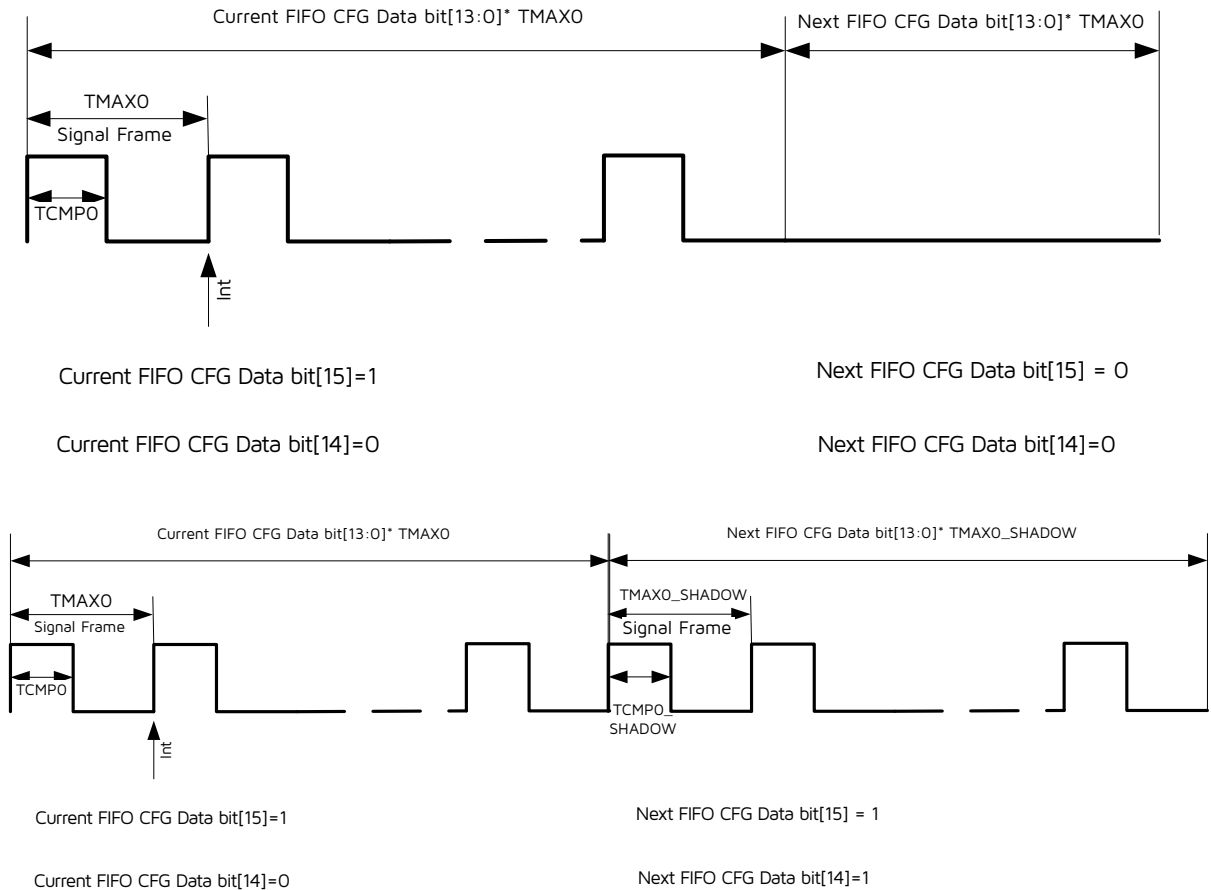 Current FIFO CFG Data bit[13:0]* TMAX0
Next FIFO CFG Data bit[13:0]* TMAX0
TMAX0
Signal Frame
TCMP0
Int
Current FIFO CFG Data bit[15]=1
Next FIFO CFG Data bit[15] = 0
Current FIFO CFG Data bit[14]=0
Next FIFO CFG Data bit[14]=0
Current FIFO CFG Data bit[13:0]* TMAX0
Next FIFO CFG Data bit[13:0]* TMAX0_SHADOW
TMAX0
Signal Frame
TMAX0_SHADOW
Signal Frame
TCMP0
TCMP0_
SHADOW
Int
Current FIFO CFG Data bit[15]=1
Next FIFO CFG Data bit[15] = 1
Current FIFO CFG Data bit[14]=0
Next FIFO CFG Data bit[14]=1